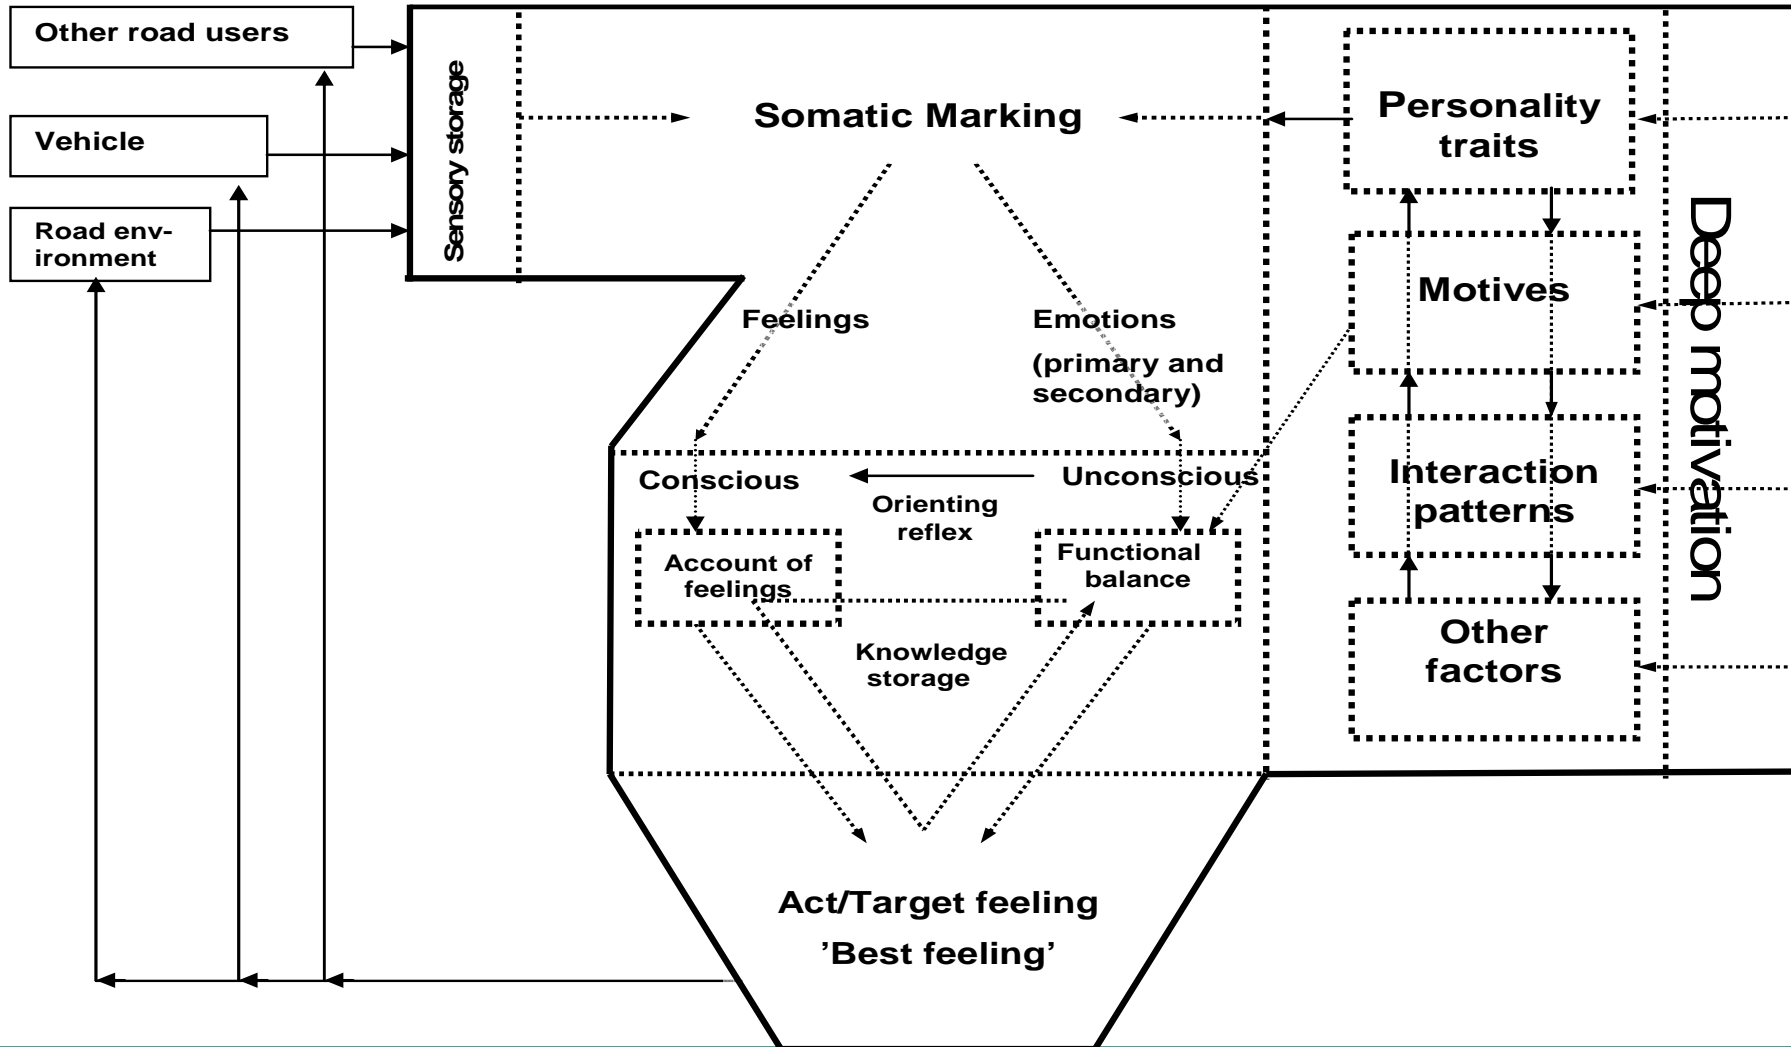 Other road users
Vehicle
Road env-
ironment
Sensory storage
Somatic Marking
Feelings
Emotions
(primary and
secondary)
Conscious
Unconscious
Orienting
reflex
Account of
feelings
Functional
balance
Knowledge
storage
Act/Target feeling
’Best feeling’
Personality
traits
Motives
Interaction
patterns
Other
factors
Deep motivation